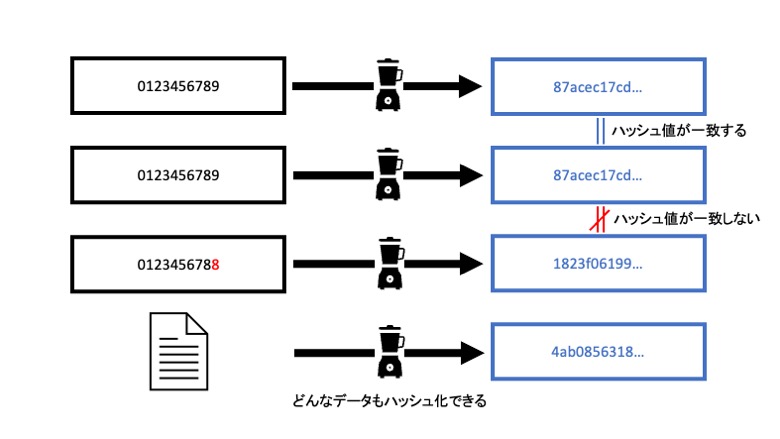 0123456789
87acec17cd...
ハッシュ値が一致する
0123456789
87acec17cd...
ハッシュ値が一致しない
0123456788
1823f06199...
4ab0856318...
どんなデータもハッシュ化できる